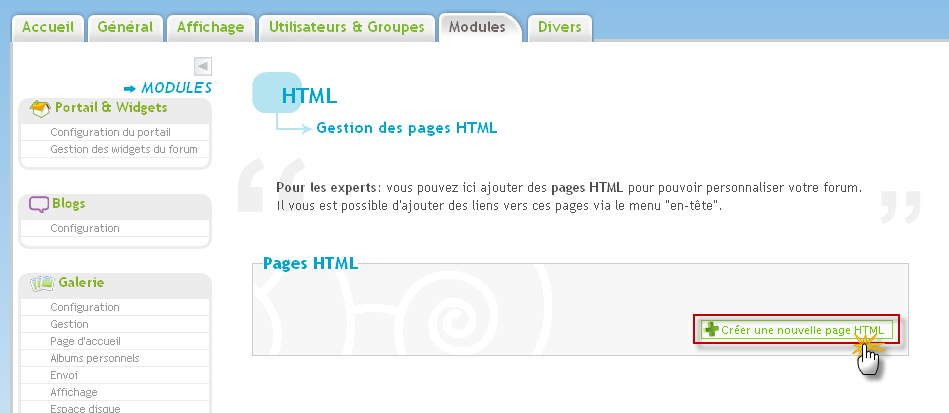 Accueil
Général
Affichage
Utilisateurs & Groupes
Modules
Divers
MODULES
Portail & Widgets
Configuration du portail
Gestion des widgets du forum
Blogs
Configuration
Galerie
Configuration
Gestion
Page d'accueil
Albums personnels
Envoi
Affichage
Espace disque
HTML
Gestion des pages HTML
Pour les experts: vous pouvez ici ajouter des pages HTML pour pouvoir personnaliser votre forum.
Il vous est possible d'ajouter des liens vers ces pages via le menu "en-tête".
Pages HTML
Créer une nouvelle page HTML